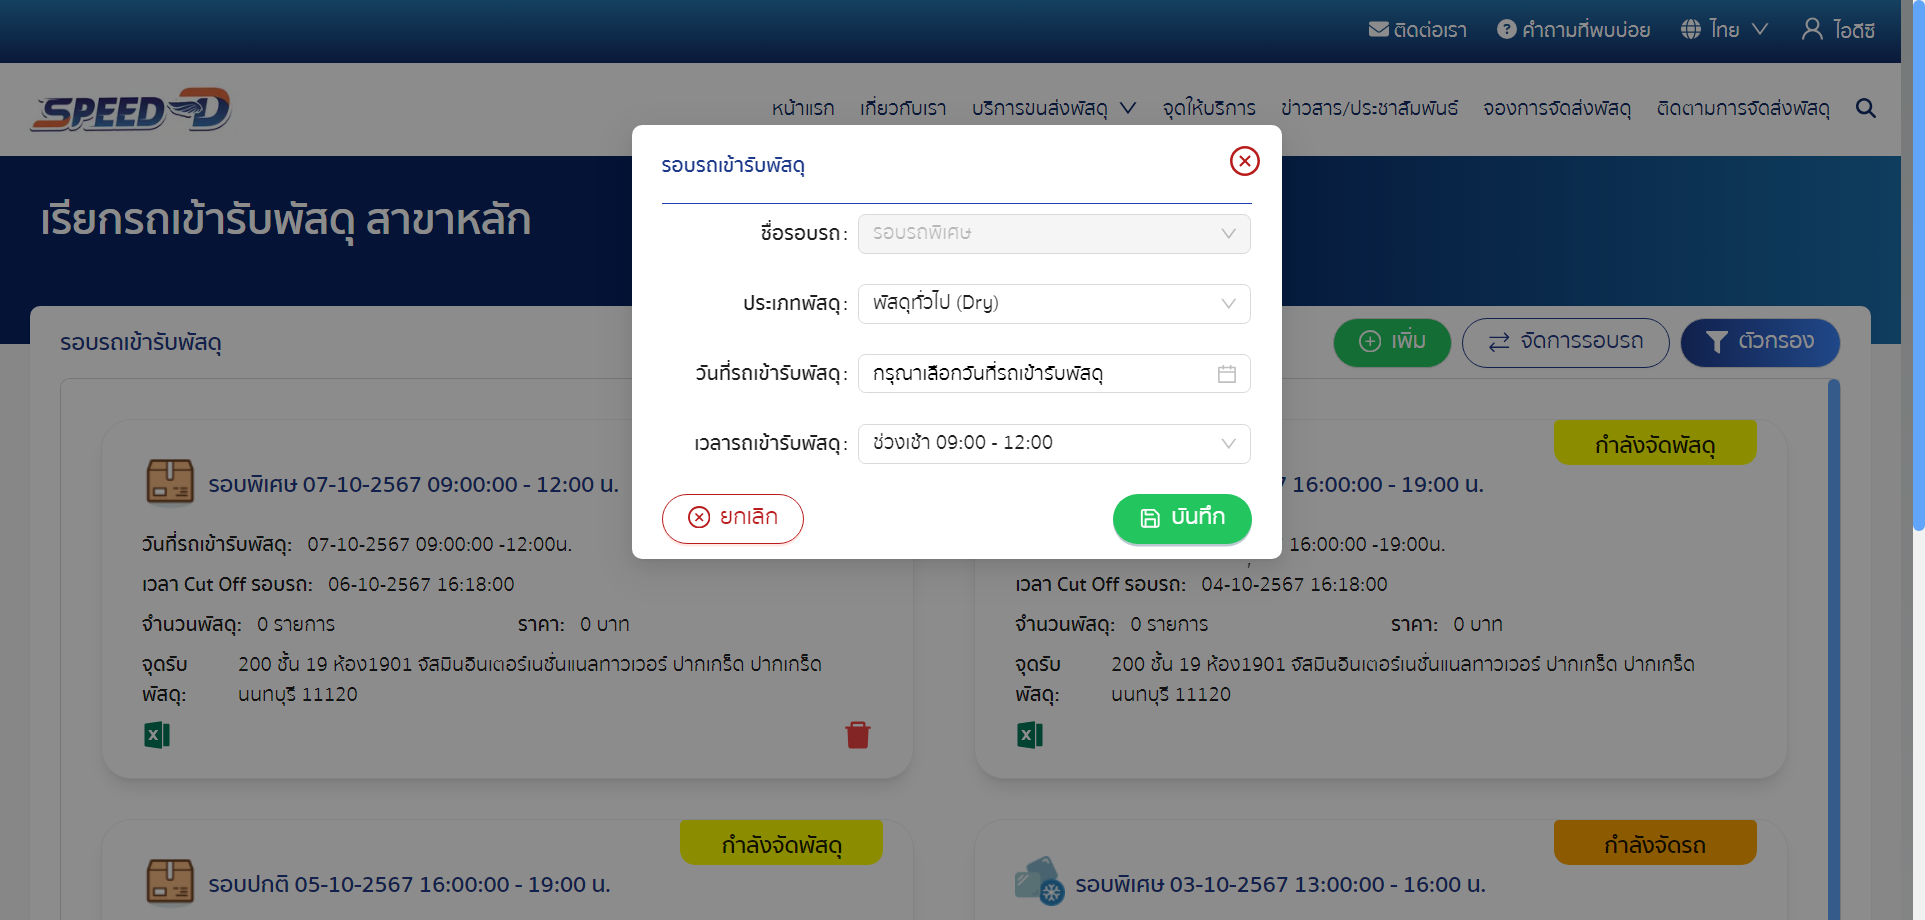 ติดต่อเรา
คำถามที่พบบ่อย
ไทย
ไอดีซี
SPEED-D
หน้าแรก
เกี่ยวกับเรา
บริการขนส่งพัสดุ
จุดให้บริการ
ข่าวสาร/ประชาสัมพันธ์
จองการจัดส่งพัสดุ
ติดตามการจัดส่งพัสดุ
เรียกรถเข้ารับพัสดุ สาขาหลัก
รอบรถเข้ารับพัสดุ
ชื่อรอบรถ: รอบรถพิเศษ
ประเภทพัสดุ: พัสดุทั่วไป (Dry)
วันที่รถเข้ารับพัสดุ: กรุณาเลือกวันที่รถเข้ารับพัสดุ
เวลารถเข้ารับพัสดุ: ช่วงเช้า 09:00 - 12:00
ยกเลิก
บันทึก
รอบรถเข้ารับพัสดุ
เพิ่ม
จัดการรอบรถ
ตัวกรอง
รอบพิเศษ 07-10-2567 09:00:00 - 12:00 น.
วันที่รถเข้ารับพัสดุ: 07-10-2567 09:00:00 -12:00น.
เวลา Cut Off รอบรถ: 06-10-2567 16:18:00
จำนวนพัสดุ: 0 รายการ ราคา: 0 บาท
จุดรับ 200 ชั้น 19 ห้อง1901 จัสมินอินเตอร์เนชั่นแนลทาวเวอร์ ปากเกร็ด ปากเกร็ด
พัสดุ: นนทบุรี 11120
กำลังจัดพัสดุ
16:00:00 - 19:00 น.
16:00:00 -19:00น.
เวลา Cut Off รอบรถ: 04-10-2567 16:18:00
จำนวนพัสดุ: 0 รายการ ราคา: 0 บาท
จุดรับ 200 ชั้น 19 ห้อง1901 จัสมินอินเตอร์เนชั่นแนลทาวเวอร์ ปากเกร็ด ปากเกร็ด
พัสดุ: นนทบุรี 11120
กำลังจัดพัสดุ
รอบปกติ 05-10-2567 16:00:00 - 19:00 น.
กำลังจัดรถ
รอบพิเศษ 03-10-2567 13:00:00 - 16:00 น.